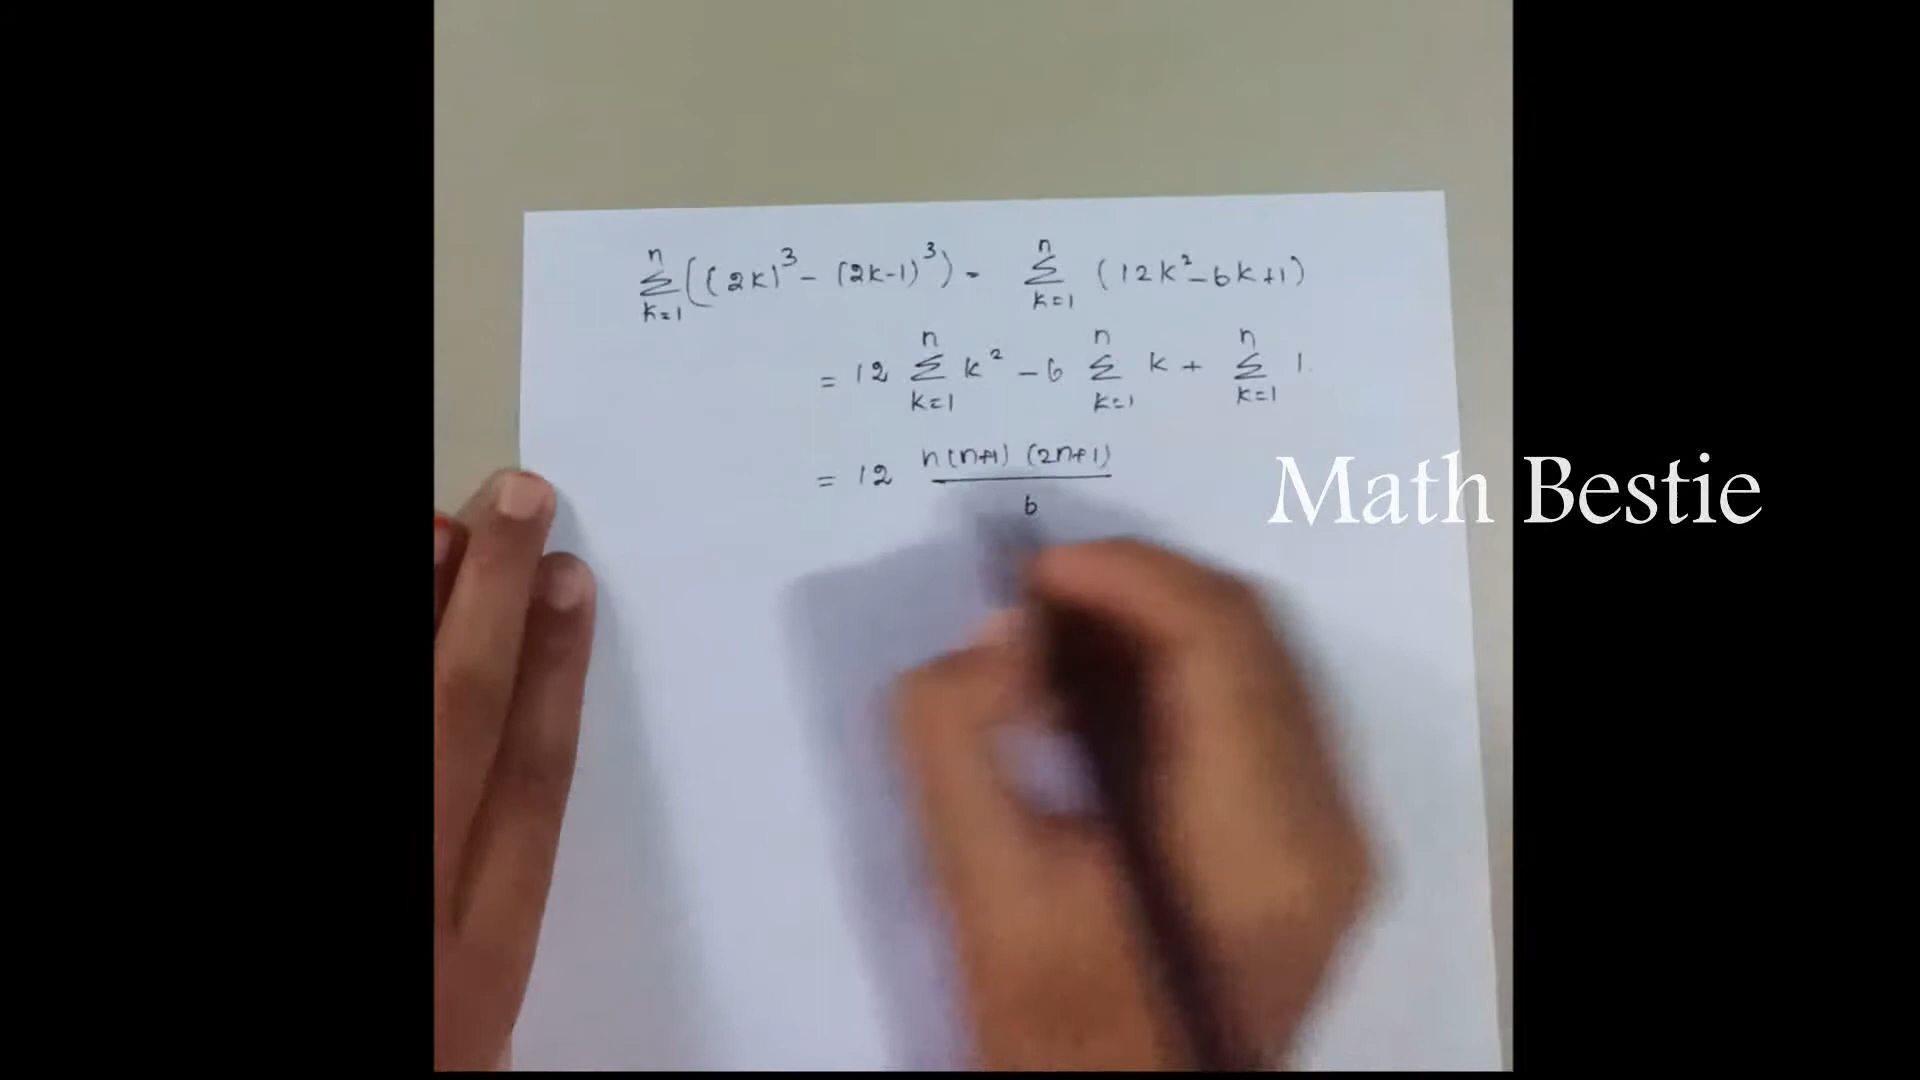 n n
∑ ((2k)³ - (2k-1)³) = ∑ (12k² - 6k + 1)
k=1 k=1
n n n
= 12 ∑ k² - 6 ∑ k + ∑ 1
k=1 k=1 k=1
= 12 n(n+1) (2n+1)
6
Math Bestie